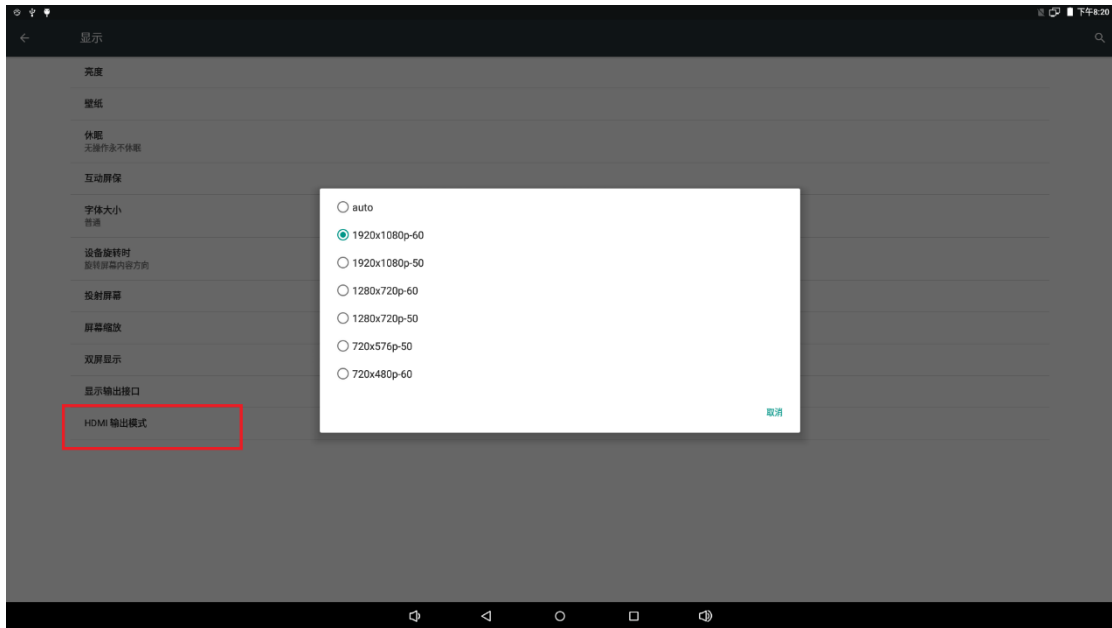 下午8:20
显示
亮度
壁纸
休眠
无操作永不休眠
互动屏保
字体大小
普通
设备旋转时
旋转屏幕内容方向
投射屏幕
屏幕缩放
双屏显示
显示输出接口
HDMI 输出模式
auto
1920x1080p-60
1920x1080p-50
1280x720p-60
1280x720p-50
720x576p-50
720x480p-60
取消